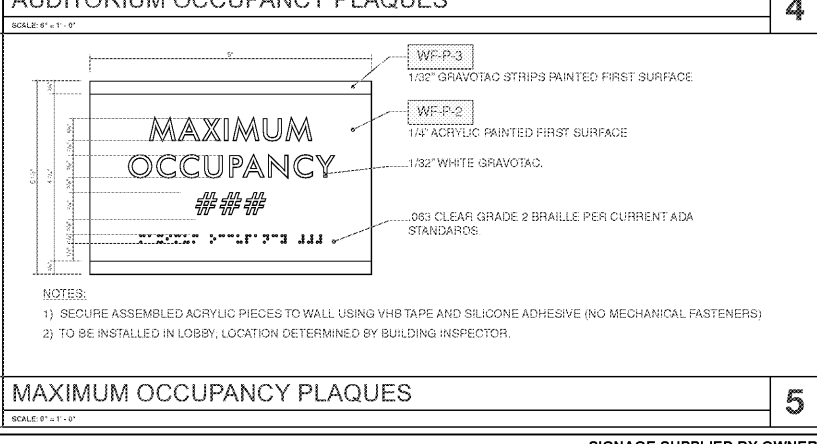 AUDITORIUM OCCUPANCY PLAQUES
4
SCALE: 6" = 1' - 0"
9"
WF-P-3
1/32" GRAVOTAC STRIPS PAINTED FIRST SURFACE
WF-P-2
1/4" ACRYLIC PAINTED FIRST SURFACE
1/32" WHITE GRAVOTAC.
.063 CLEAR GRADE 2 BRAILLE PER CURRENT ADA
STANDARDS.
MAXIMUM
OCCUPANCY
###
NOTES:
1) SECURE ASSEMBLED ACRYLIC PIECES TO WALL USING VHB TAPE AND SILICONE ADHESIVE (NO MECHANICAL FASTENERS)
2) TO BE INSTALLED IN LOBBY, LOCATION DETERMINED BY BUILDING INSPECTOR.
MAXIMUM OCCUPANCY PLAQUES
5
SCALE: 6" = 1' - 0"
SIGNAGE SUPPLIED BY OWNER